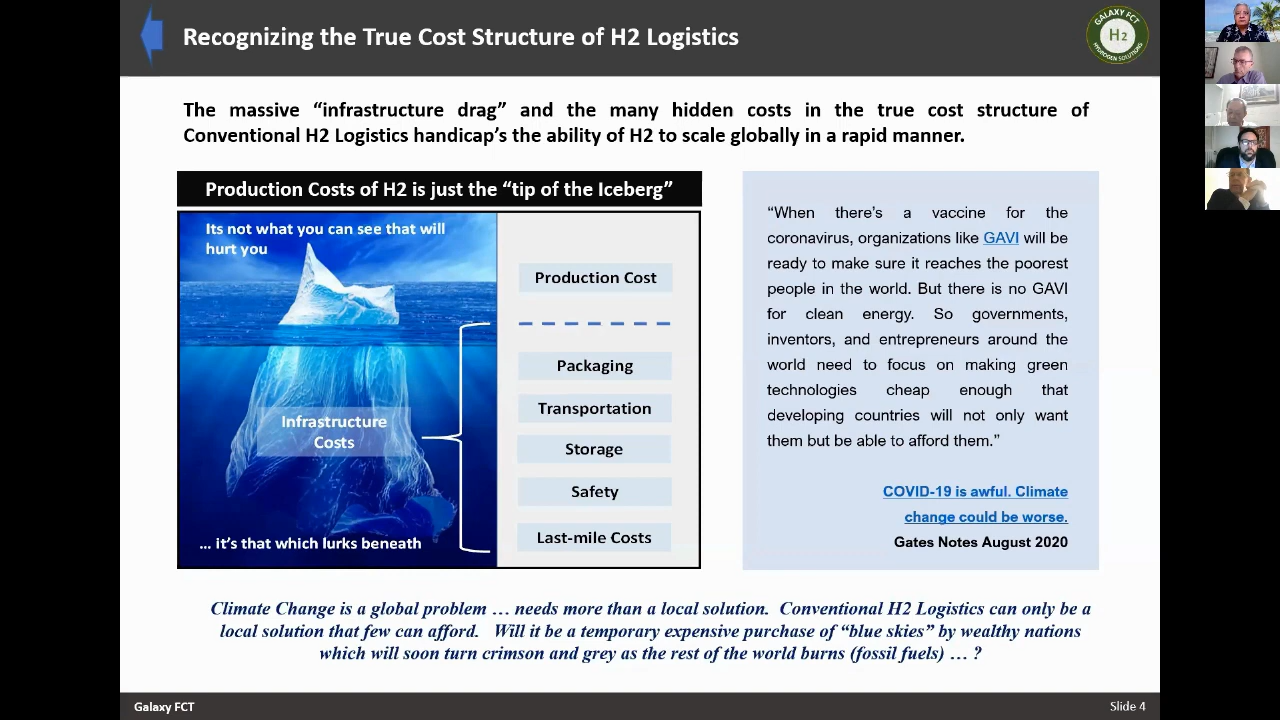 Recognizing the True Cost Structure of H2 Logistics
GALAXY FCT
H2
HYDROGEN SOLUTIONS
The massive “infrastructure drag” and the many hidden costs in the true cost structure of
Conventional H2 Logistics handicap’s the ability of H2 to scale globally in a rapid manner.
Production Costs of H2 is just the “tip of the Iceberg”
Its not what you can see that will
hurt you
Infrastructure
Costs
… it’s that which lurks beneath
Production Cost
Packaging
Transportation
Storage
Safety
Last-mile Costs
“When there’s a vaccine for the
coronavirus, organizations like GAVI will be
ready to make sure it reaches the poorest
people in the world. But there is no GAVI
for clean energy. So governments,
inventors, and entrepreneurs around the
world need to focus on making green
technologies cheap enough that
developing countries will not only want
them but be able to afford them.”
COVID-19 is awful. Climate
change could be worse.
Gates Notes August 2020
Climate Change is a global problem … needs more than a local solution. Conventional H2 Logistics can only be a
local solution that few can afford. Will it be a temporary expensive purchase of “blue skies” by wealthy nations
which will soon turn crimson and grey as the rest of the world burns (fossil fuels) … ?
Galaxy FCT
Slide 4